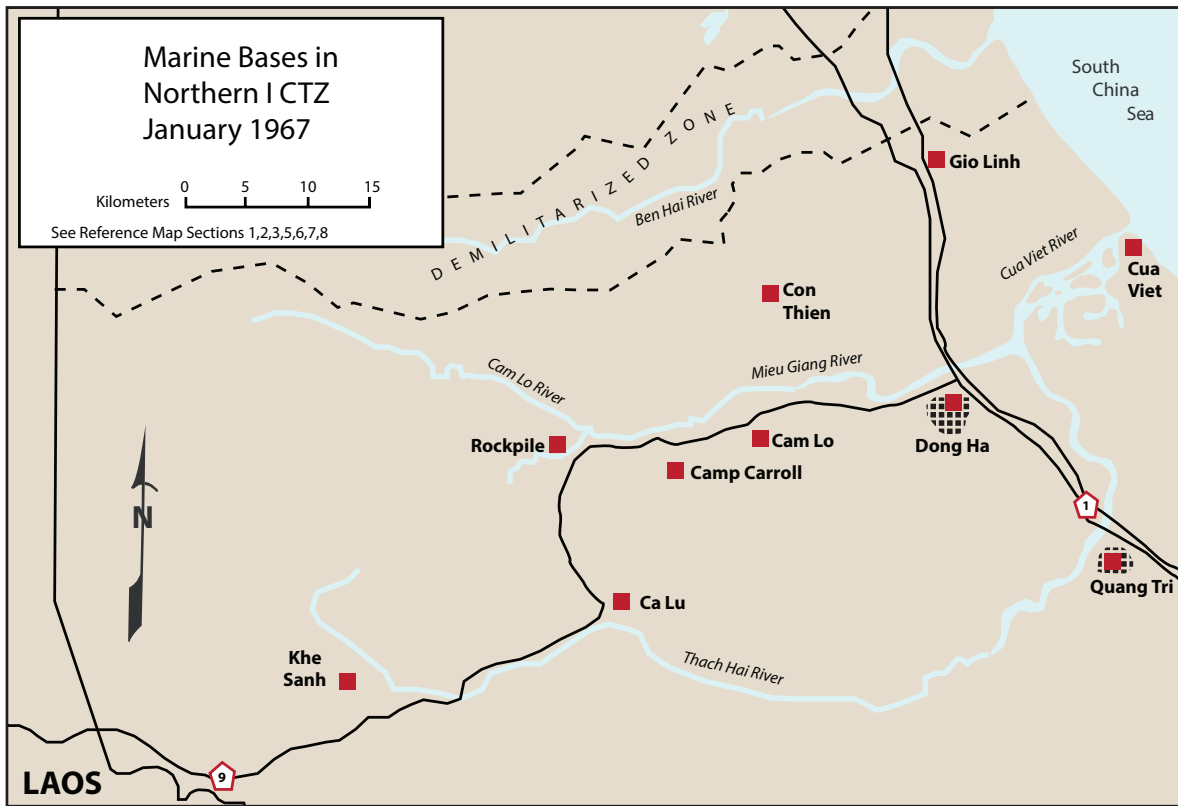 Marine Bases in
Northern I CTZ
January 1967
0 5 10 15
Kilometers
See Reference Map Sections 1,2,3,5,6,7,8
South
China
Sea
DEMILITARIZED ZONE
Gio Linh
Ben Hai River
Cua Viet River
Cua
Viet
Con
Thien
Cam Lo River
Mieu Giang River
Rockpile
Cam Lo
Dong Ha
Camp Carroll
N
1
Quang Tri
Ca Lu
Khe
Sanh
Thach Hai River
9
LAOS